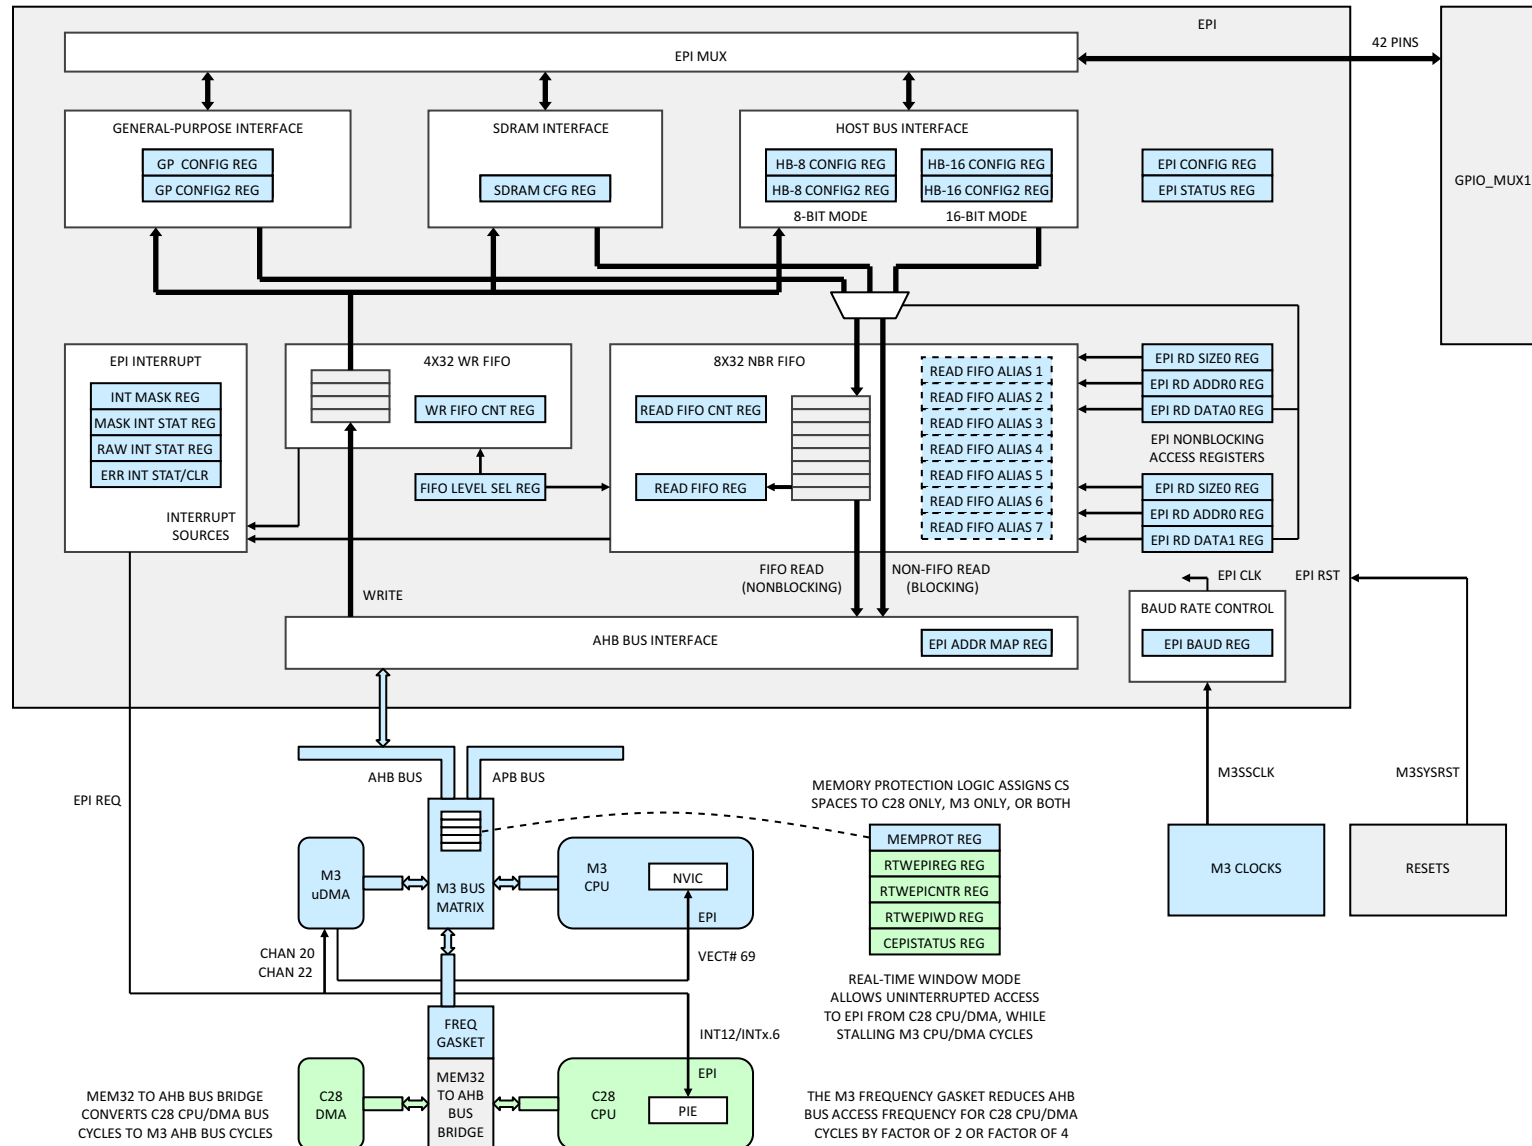 EPI
42 PINS
EPI MUX
GENERAL-PURPOSE INTERFACE
GP CONFIG REG
GP CONFIG2 REG
SDRAM INTERFACE
SDRAM CFG REG
HOST BUS INTERFACE
HB-8 CONFIG REG
HB-8 CONFIG2 REG
8-BIT MODE
HB-16 CONFIG REG
HB-16 CONFIG2 REG
16-BIT MODE
EPI CONFIG REG
EPI STATUS REG
GPIO_MUX1
EPI INTERRUPT
INT MASK REG
MASK INT STAT REG
RAW INT STAT REG
ERR INT STAT/CLR
INTERRUPT
SOURCES
4X32 WR FIFO
WR FIFO CNT REG
FIFO LEVEL SEL REG
8X32 NBR FIFO
READ FIFO CNT REG
READ FIFO REG
READ FIFO ALIAS 1
READ FIFO ALIAS 2
READ FIFO ALIAS 3
READ FIFO ALIAS 4
READ FIFO ALIAS 5
READ FIFO ALIAS 6
READ FIFO ALIAS 7
EPI RD SIZE0 REG
EPI RD ADDR0 REG
EPI RD DATA0 REG
EPI NONBLOCKING
ACCESS REGISTERS
EPI RD SIZE0 REG
EPI RD ADDR0 REG
EPI RD DATA1 REG
WRITE
FIFO READ
(NONBLOCKING)
NON-FIFO READ
(BLOCKING)
EPI CLK
EPI RST
BAUD RATE CONTROL
EPI BAUD REG
AHB BUS INTERFACE
EPI ADDR MAP REG
AHB BUS
APB BUS
EPI REQ
M3SSCLK
M3SYSRST
MEMORY PROTECTION LOGIC ASSIGNS CS
SPACES TO C28 ONLY, M3 ONLY, OR BOTH
MEMPROT REG
RTWEPIREG REG
RTWEPICNTR REG
RTWEPIWD REG
CEPISTATUS REG
M3 CLOCKS
RESETS
M3
uDMA
M3 BUS
MATRIX
M3
CPU
NVIC
EPI
CHAN 20
CHAN 22
VECT# 69
REAL-TIME WINDOW MODE
ALLOWS UNINTERRUPTED ACCESS
TO EPI FROM C28 CPU/DMA, WHILE
STALLING M3 CPU/DMA CYCLES
FREQ
GASKET
INT12/INTx.6
MEM32
TO AHB
BUS
BRIDGE
C28
DMA
C28
CPU
EPI
PIE
MEM32 TO AHB BUS BRIDGE
CONVERTS C28 CPU/DMA BUS
CYCLES TO M3 AHB BUS CYCLES
THE M3 FREQUENCY GASKET REDUCES AHB
BUS ACCESS FREQUENCY FOR C28 CPU/DMA
CYCLES BY FACTOR OF 2 OR FACTOR OF 4